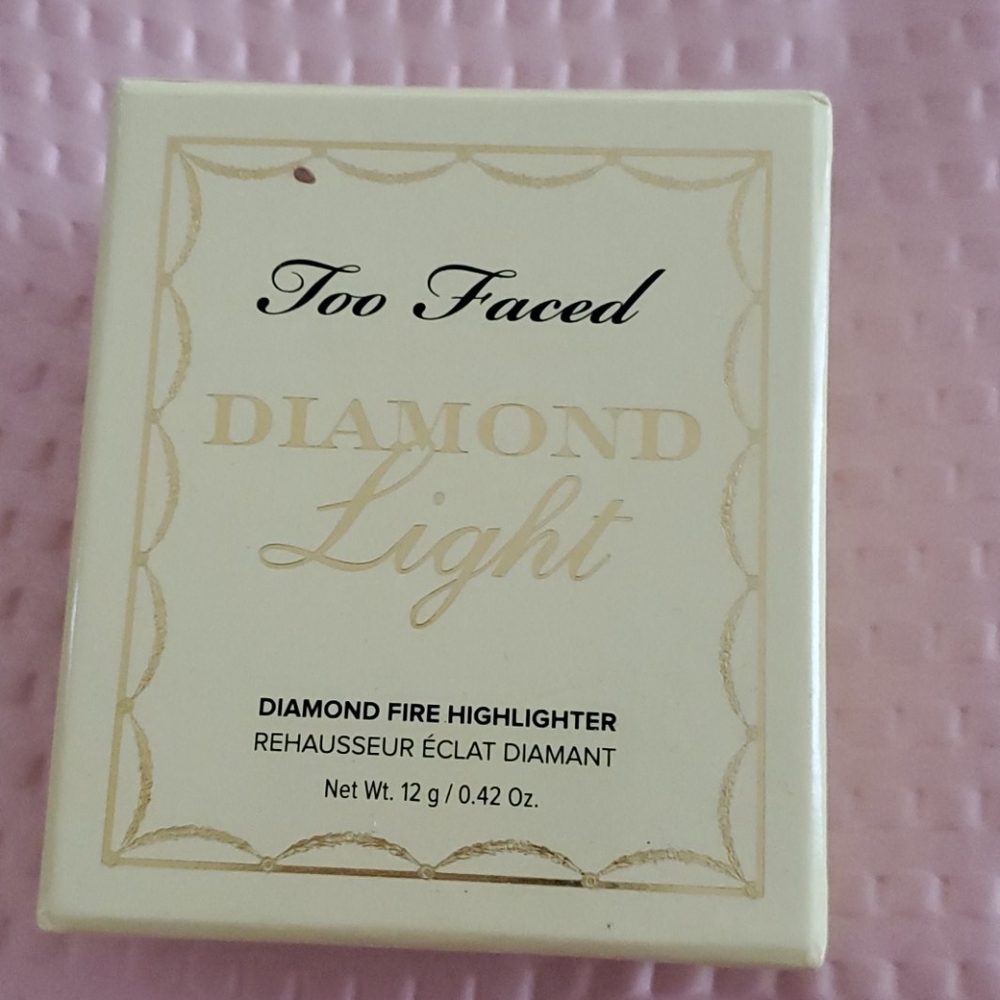 Too Faced
DIAMOND
Light
DIAMOND FIRE HIGHLIGHTER
REHAUSSEUR ÉCLAT DIAMANT
Net Wt. 12 g / 0.42 Oz.